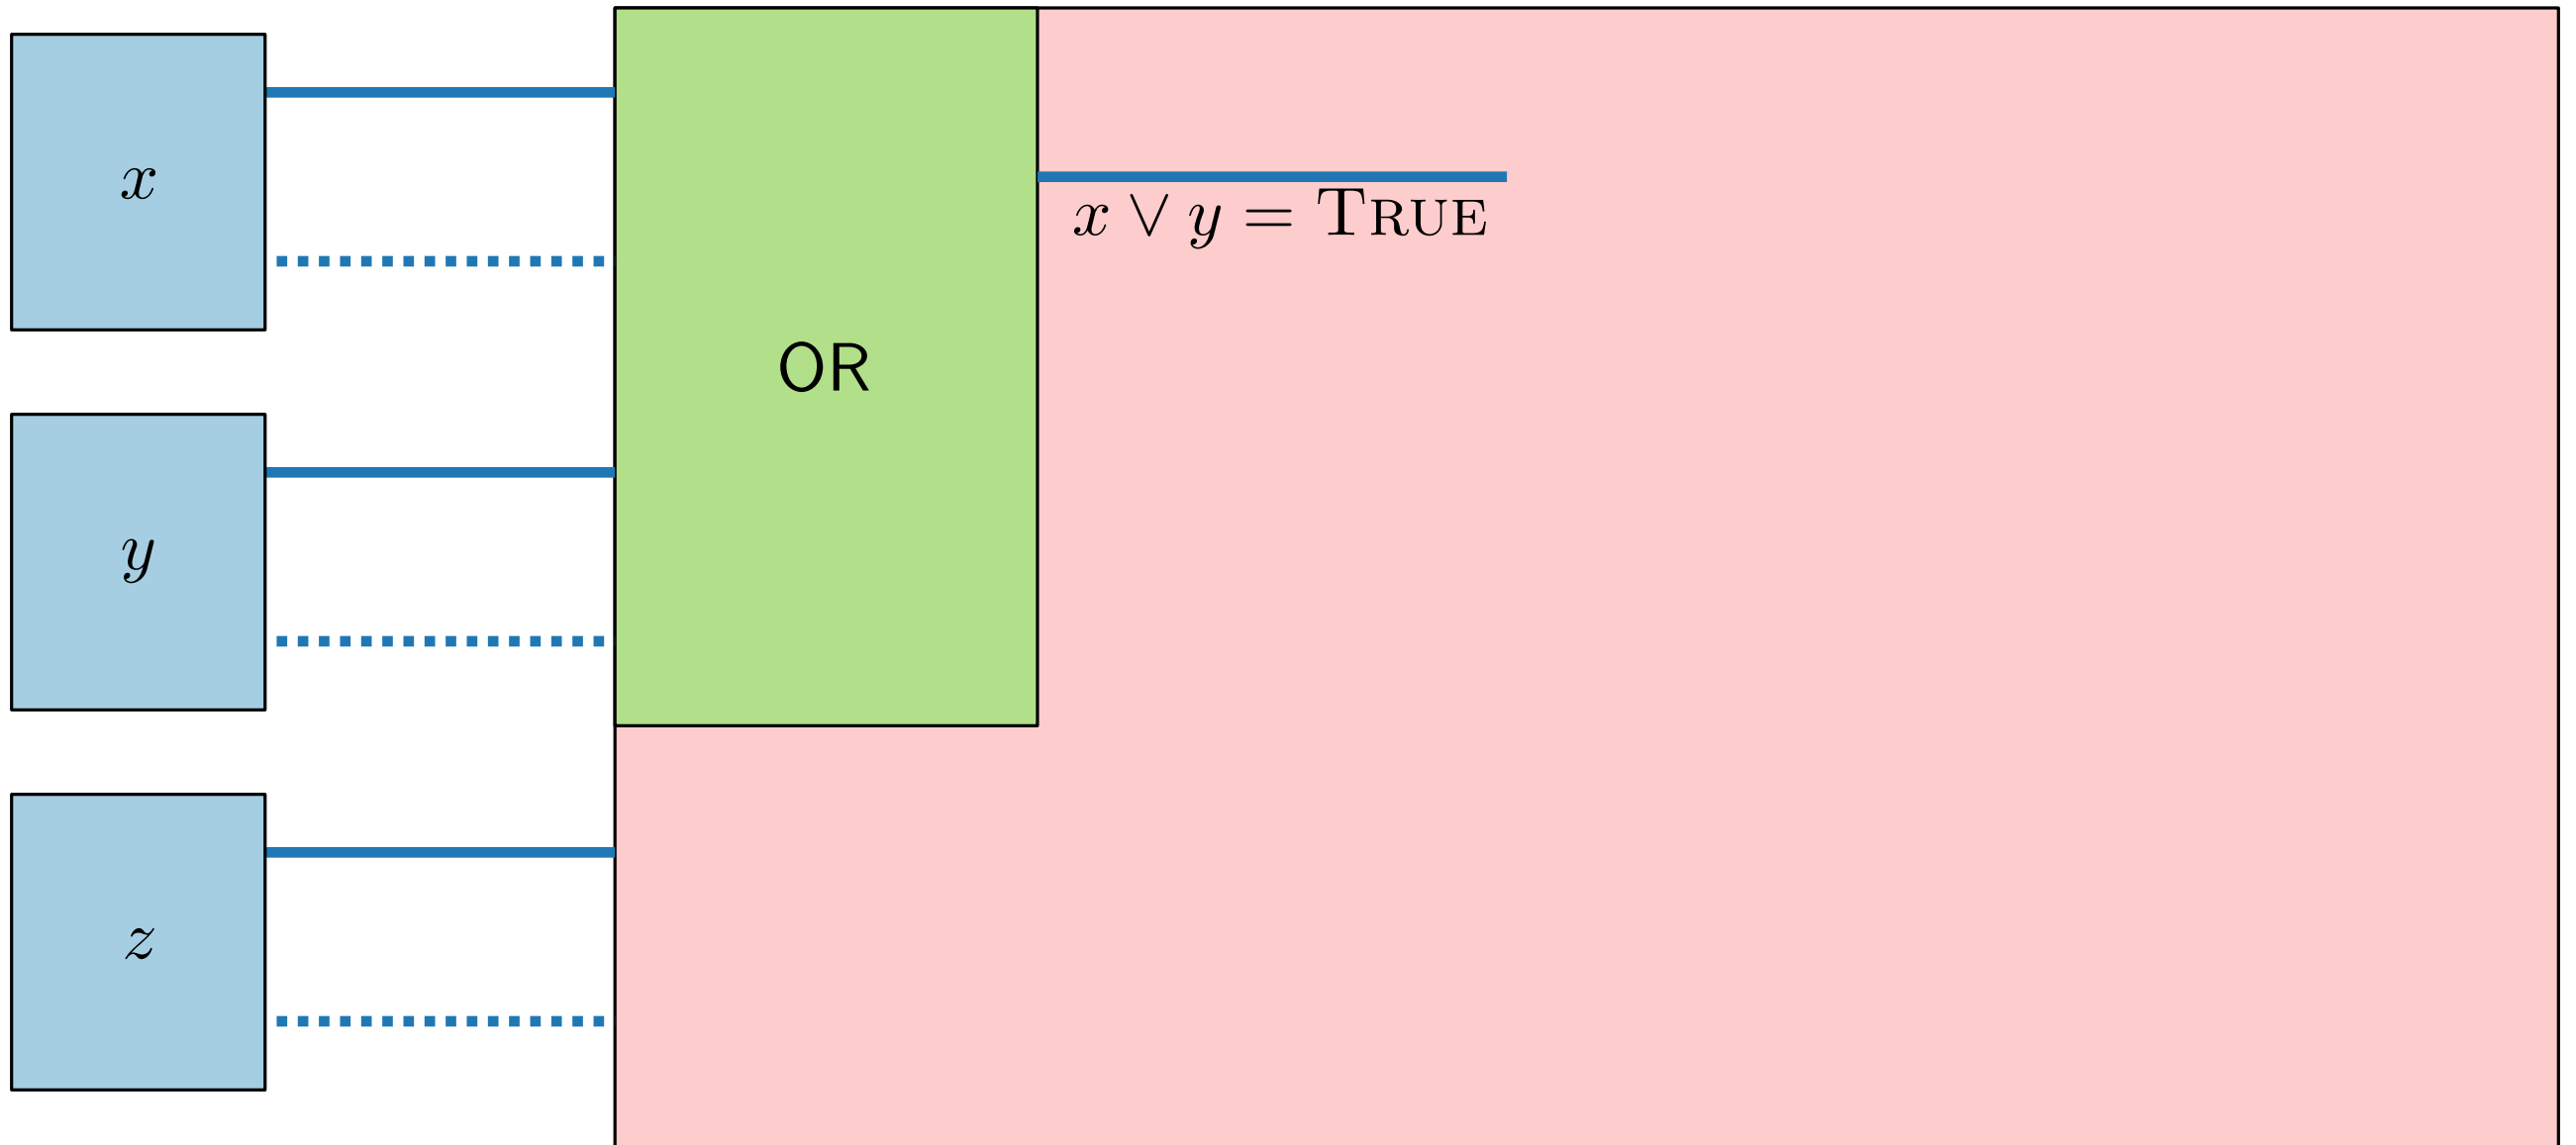 x
x ∨ y = TRUE
OR
y
z